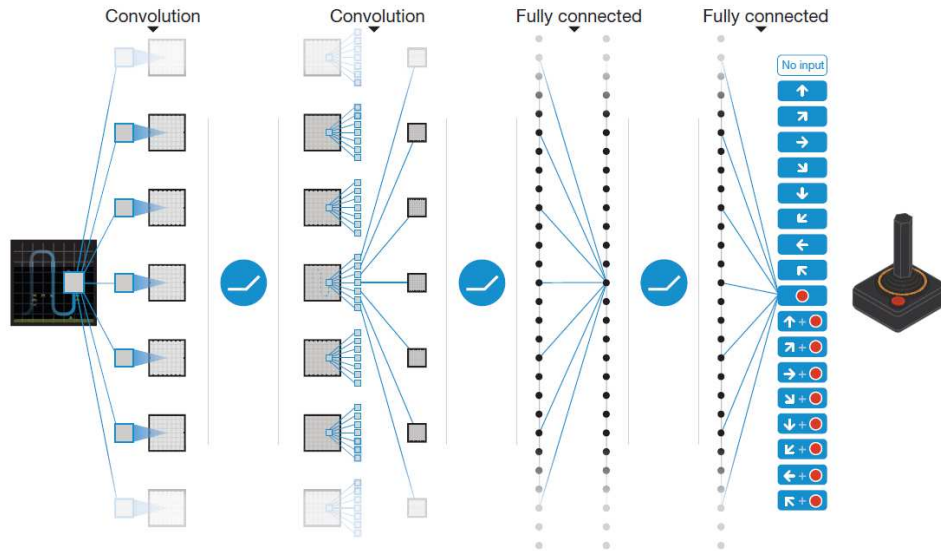 Convolution
Convolution
Fully connected
Fully connected
No input
+
+
+
+
+
+
+
+